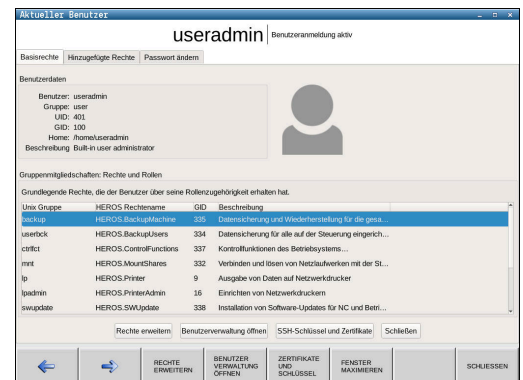 Aktueller Benutzer
useradmin Benutzeranmeldung aktiv
Basisrechte Hinzugefügte Rechte Passwort ändern
Benutzerdaten
Benutzer: useradmin
Gruppe: user
UID: 401
GID: 100
Home: /home/useradmin
Beschreibung Built-in user administrator
Gruppenmitgliedschaften: Rechte und Rollen
Grundlegende Rechte, die der Benutzer über seine Rollenzugehörigkeit erhalten hat.
Unix Gruppe HEROS Rechtename GID Beschreibung
backup HEROS.BackupMachine 335 Datensicherung und Wiederherstellung für die gesa...
userbck HEROS.BackupUsers 334 Datensicherung für alle auf der Steuerung eingerich...
ctrlfct HEROS.ControlFunctions 337 Kontrollfunktionen des Betriebsystems...
mnt HEROS.MountShares 332 Verbinden und lösen von Netzlaufwerken mit der St...
lp HEROS.Printer 9 Ausgabe von Daten auf Netzwerkdrucker
lpadmin HEROS.PrinterAdmin 16 Einrichten von Netzwerkdruckern
swupdate HEROS.SWUpdate 338 Installation von Software-Updates für NC und Betri...
Rechte erweitern Benutzerverwaltung öffnen SSH-Schlüssel und Zertifikate Schließen
RECHTE ERWEITERN
BENUTZER VERWALTUNG ÖFFNEN
ZERTIFIKATE UND SCHLÜSSEL
FENSTER MAXIMIEREN
SCHLIESSEN